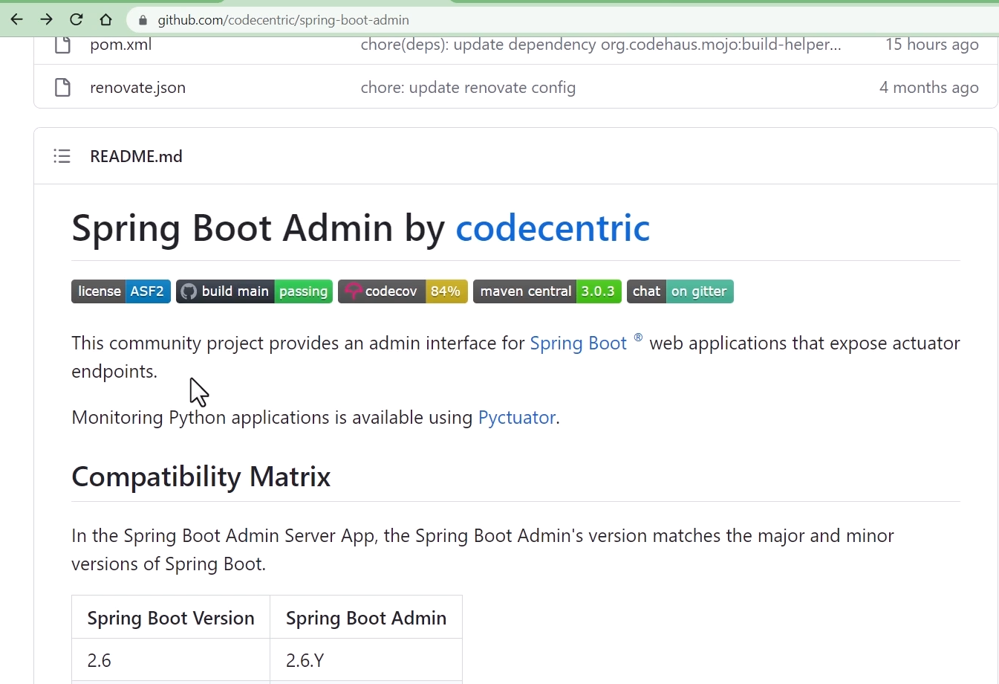 github.com/codecentric/spring-boot-admin
pom.xml chore(deps): update dependency org.codehaus.mojo:build-helper... 15 hours ago
renovate.json chore: update renovate config 4 months ago
README.md
Spring Boot Admin by codecentric
license ASF2 build main passing codecov 84% maven central 3.0.3 chat on gitter
This community project provides an admin interface for Spring Boot ® web applications that expose actuator
endpoints.
Monitoring Python applications is available using Pyctuator.
Compatibility Matrix
In the Spring Boot Admin Server App, the Spring Boot Admin's version matches the major and minor
versions of Spring Boot.
Spring Boot Version Spring Boot Admin
2.6 2.6.Y